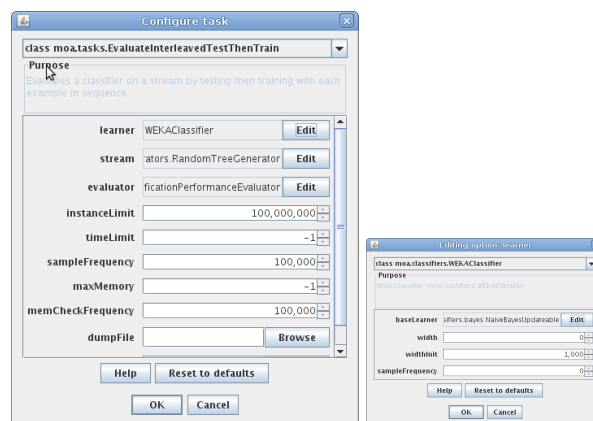 Configure task
class moa.tasks.EvaluateInterleavedTestThenTrain
Purpose
Evaluates a classifier on a stream by testing then training with each
example in sequence.
learner WEKAClassifier Edit
stream ators.RandomTreeGenerator Edit
evaluator ficationPerformanceEvaluator Edit
instanceLimit 100,000,000
timeLimit -1
sampleFrequency 100,000
maxMemory -1
memCheckFrequency 100,000
dumpFile Browse
Help Reset to defaults
OK Cancel
Editing option: learner
class moa.classifiers.WEKAClassifier
Purpose
MOA Classifier: moa.classifiers.WEKAClassifier
baseLearner sifiers.bayes.NaiveBayesUpdateable Edit
width 0
widthInit 1,000
sampleFrequency 0
Help Reset to defaults
OK Cancel